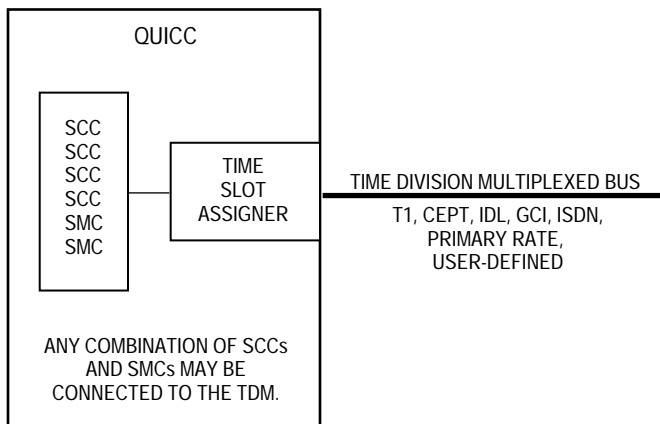 QUICC
SCC
SCC
SCC
SCC
SMC
SMC
TIME
SLOT
ASSIGNER
TIME DIVISION MULTIPLEXED BUS
T1, CEPT, IDL, GCI, ISDN,
PRIMARY RATE,
USER-DEFINED
ANY COMBINATION OF SCCs
AND SMCs MAY BE
CONNECTED TO THE TDM.